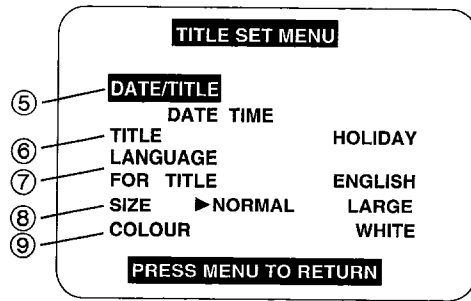 TITLE SET MENU
⑤ DATE/TITLE
DATE TIME
⑥ TITLE HOLIDAY
⑦ LANGUAGE
FOR TITLE ENGLISH
⑧ SIZE ►NORMAL LARGE
⑨ COLOUR WHITE
PRESS MENU TO RETURN